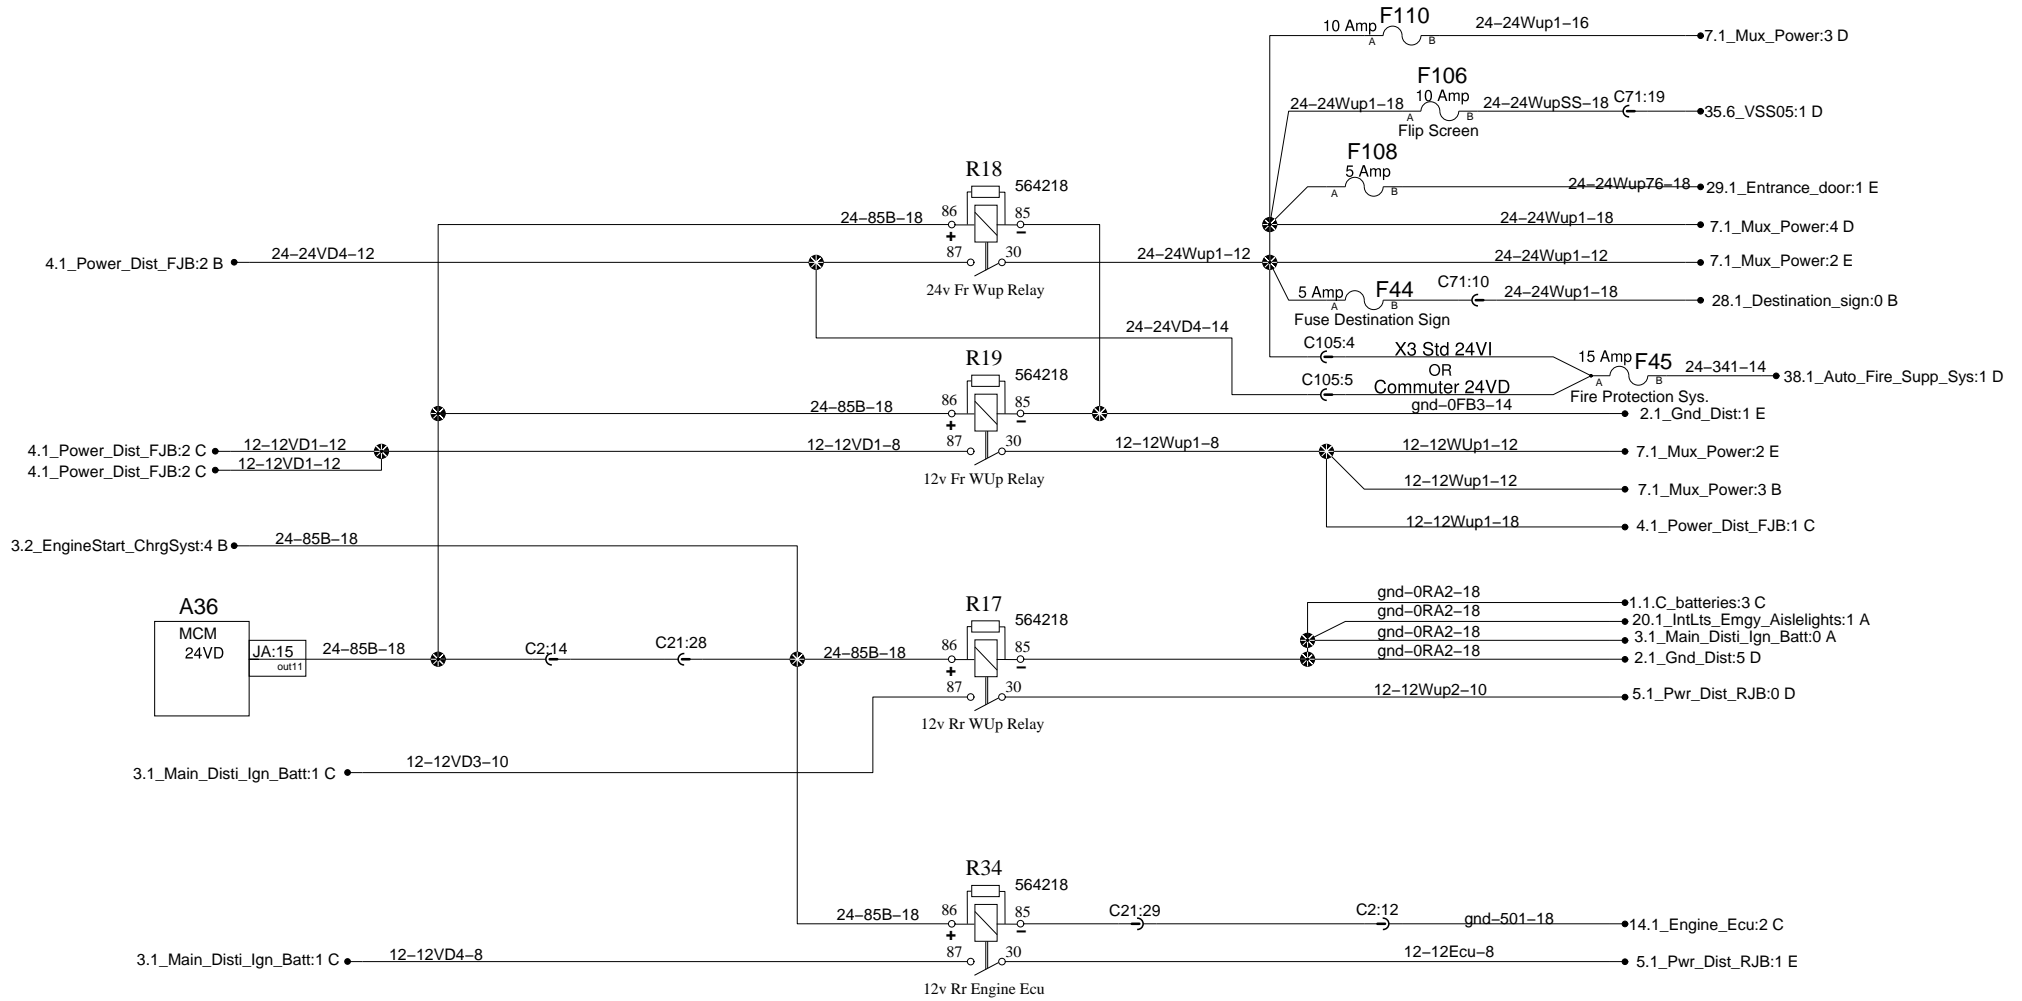 F110
10 Amp
A
B
24-24Wup1-16
7.1_Mux_Power:3 D
F106
10 Amp
24-24Wup1-18
A
B
24-24WupSS-18
C71:19
35.6_VSS05:1 D
Flip Screen
F108
5 Amp
A
B
24-24Wup76-18
29.1_Entrance_door:1 E
R18
564218
24-85B-18
86
85
+
-
24-24Wup1-18
7.1_Mux_Power:4 D
4.1_Power_Dist_FJB:2 B
24-24VD4-12
87
30
24-24Wup1-12
24-24Wup1-12
7.1_Mux_Power:2 E
24v Fr Wup Relay
5 Amp
A
F44
B
C71:10
24-24Wup1-18
28.1_Destination_sign:0 B
Fuse Destination Sign
24-24VD4-14
C105:4
X3 Std 24VI
OR
C105:5
Commuter 24VD
15 Amp
A
F45
B
24-341-14
38.1_Auto_Fire_Supp_Sys:1 D
Fire Protection Sys.
R19
564218
24-85B-18
86
85
+
-
gnd-0FB3-14
2.1_Gnd_Dist:1 E
4.1_Power_Dist_FJB:2 C
12-12VD1-12
12-12VD1-8
87
30
12-12Wup1-8
12-12WUp1-12
7.1_Mux_Power:2 E
4.1_Power_Dist_FJB:2 C
12-12VD1-12
12v Fr WUp Relay
12-12Wup1-12
7.1_Mux_Power:3 B
12-12Wup1-18
4.1_Power_Dist_FJB:1 C
3.2_EngineStart_ChrgSyst:4 B
24-85B-18
A36
MCM
24VD
JA:15
out11
24-85B-18
C2:14
C21:28
R17
564218
24-85B-18
86
85
+
-
gnd-0RA2-18
1.1.C_batteries:3 C
gnd-0RA2-18
20.1_IntLts_Emgy_Aislelights:1 A
gnd-0RA2-18
3.1_Main_Disti_Ign_Batt:0 A
gnd-0RA2-18
2.1_Gnd_Dist:5 D
87
30
12-12Wup2-10
5.1_Pwr_Dist_RJB:0 D
12v Rr WUp Relay
3.1_Main_Disti_Ign_Batt:1 C
12-12VD3-10
R34
564218
24-85B-18
86
85
+
-
C21:29
C2:12
gnd-501-18
14.1_Engine_Ecu:2 C
3.1_Main_Disti_Ign_Batt:1 C
12-12VD4-8
87
30
12-12Ecu-8
5.1_Pwr_Dist_RJB:1 E
12v Rr Engine Ecu